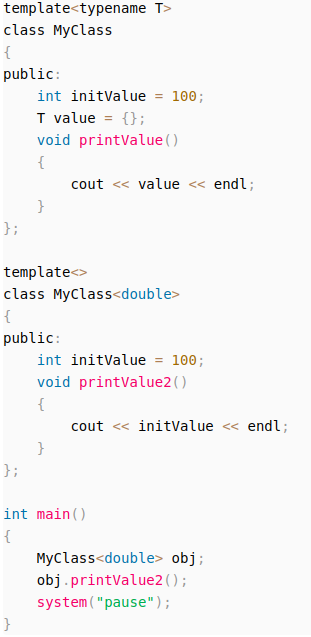 template<typename T>
class MyClass
{
public:
    int initValue = 100;
    T value = {};
    void printValue()
    {
        cout << value << endl;
    }
};

template<>
class MyClass<double>
{
public:
    int initValue = 100;
    void printValue2()
    {
        cout << initValue << endl;
    }
};

int main()
{
    MyClass<double> obj;
    obj.printValue2();
    system("pause");
}